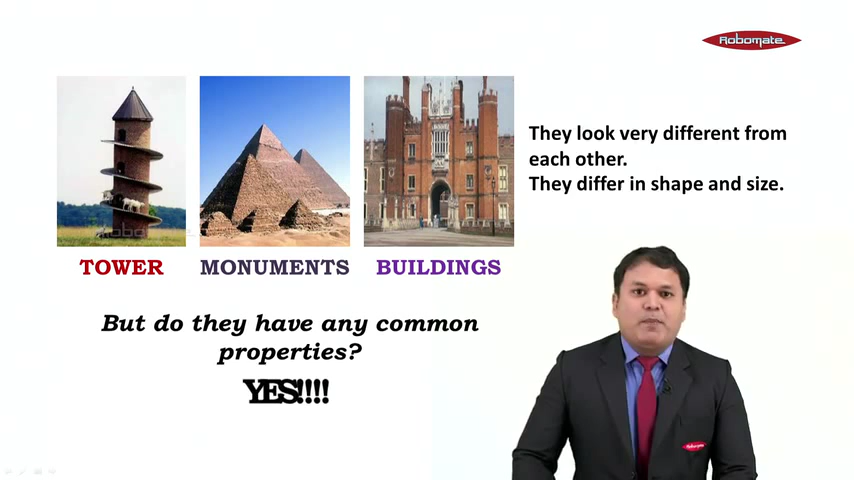 Robomate
They look very different from
each other.
They differ in shape and size.
TOWER MONUMENTS BUILDINGS
But do they have any common
properties?
YES!!!!
Robomate